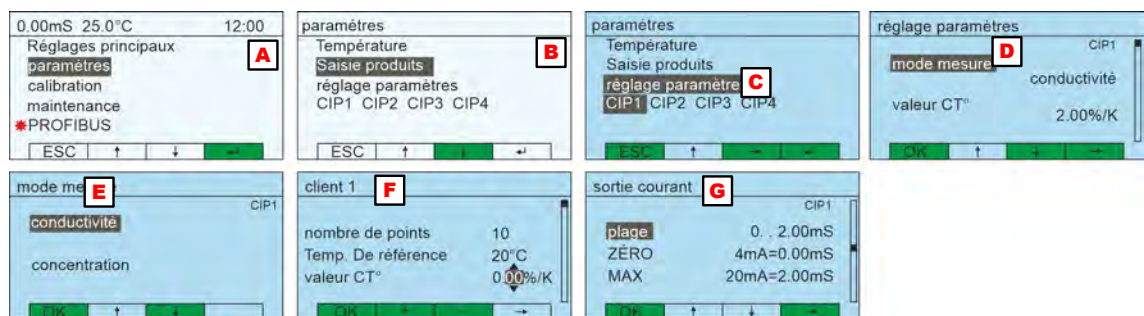 0.00mS 25.0°C 12:00
Réglages principaux
A
paramètres
calibration
maintenance
✹PROFIBUS
ESC ↑ ↓ ↵
paramètres
Température
B
Saisie produits
réglage paramètres
CIP1 CIP2 CIP3 CIP4
ESC ↑ ↓ ↵
paramètres
Température
Saisie produits
réglage paramètre
C
CIP1 CIP2 CIP3 CIP4
ESC ↑ → ↵
réglage paramètres
CIP1
D
mode mesure
conductivité
valeur CT°
2.00%/K
OK ↑ ↓ →
mode me
E
CIP1
conductivité
concentration
OK ↑ ↓
client 1
F
nombre de points 10
Temp. De référence 20°C
valeur CT° 0.00%/K
OK →
sortie courant
G
CIP1
plage 0. . 2.00mS
ZÉRO 4mA=0.00mS
MAX 20mA=2.00mS
OK ↑ ↓ →